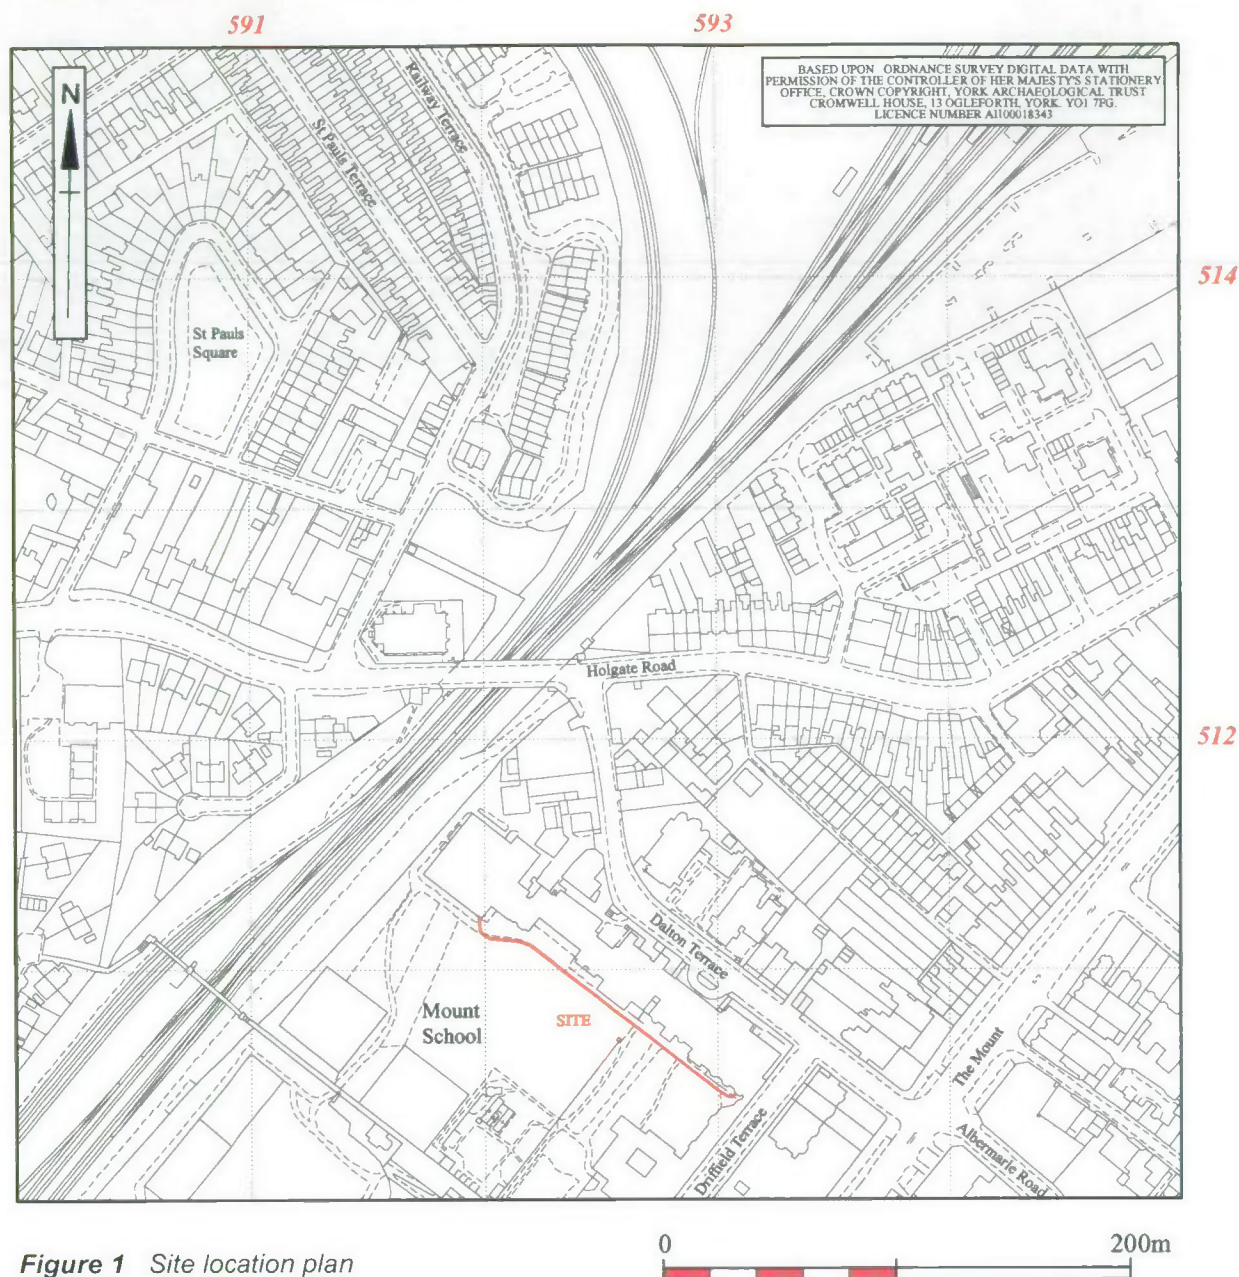 591
593
N
BASED UPON ORDNANCE SURVEY DIGITAL DATA WITH
PERMISSION OF THE CONTROLLER OF HER MAJESTY'S STATIONERY
OFFICE, CROWN COPYRIGHT, YORK ARCHAEOLOGICAL TRUST
CROMWELL HOUSE, 13 OGLEFORTH, YORK. YO1 7FG.
LICENCE NUMBER A1100018343
Railway Terrace
St Pauls Terrace
514
St Pauls
Square
Holgate Road
512
Dalton Terrace
Mount
School
SITE
The Mount
Driffield Terrace
Albermarle Road
Figure 1 Site location plan
0
200m